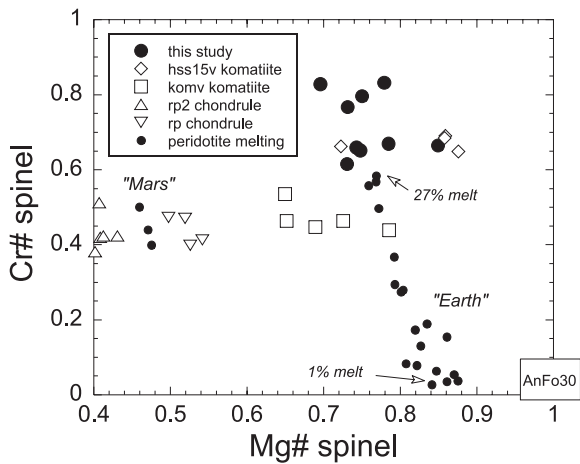 1
0.8
0.6
0.4
0.2
0
Cr# spinel
this study
hss15v komatiite
komv komatiite
rp2 chondrule
rp chondrule
peridotite melting
"Mars"
27% melt
"Earth"
1% melt
AnFo30
0.4 0.5 0.6 0.7 0.8 0.9 1
Mg# spinel